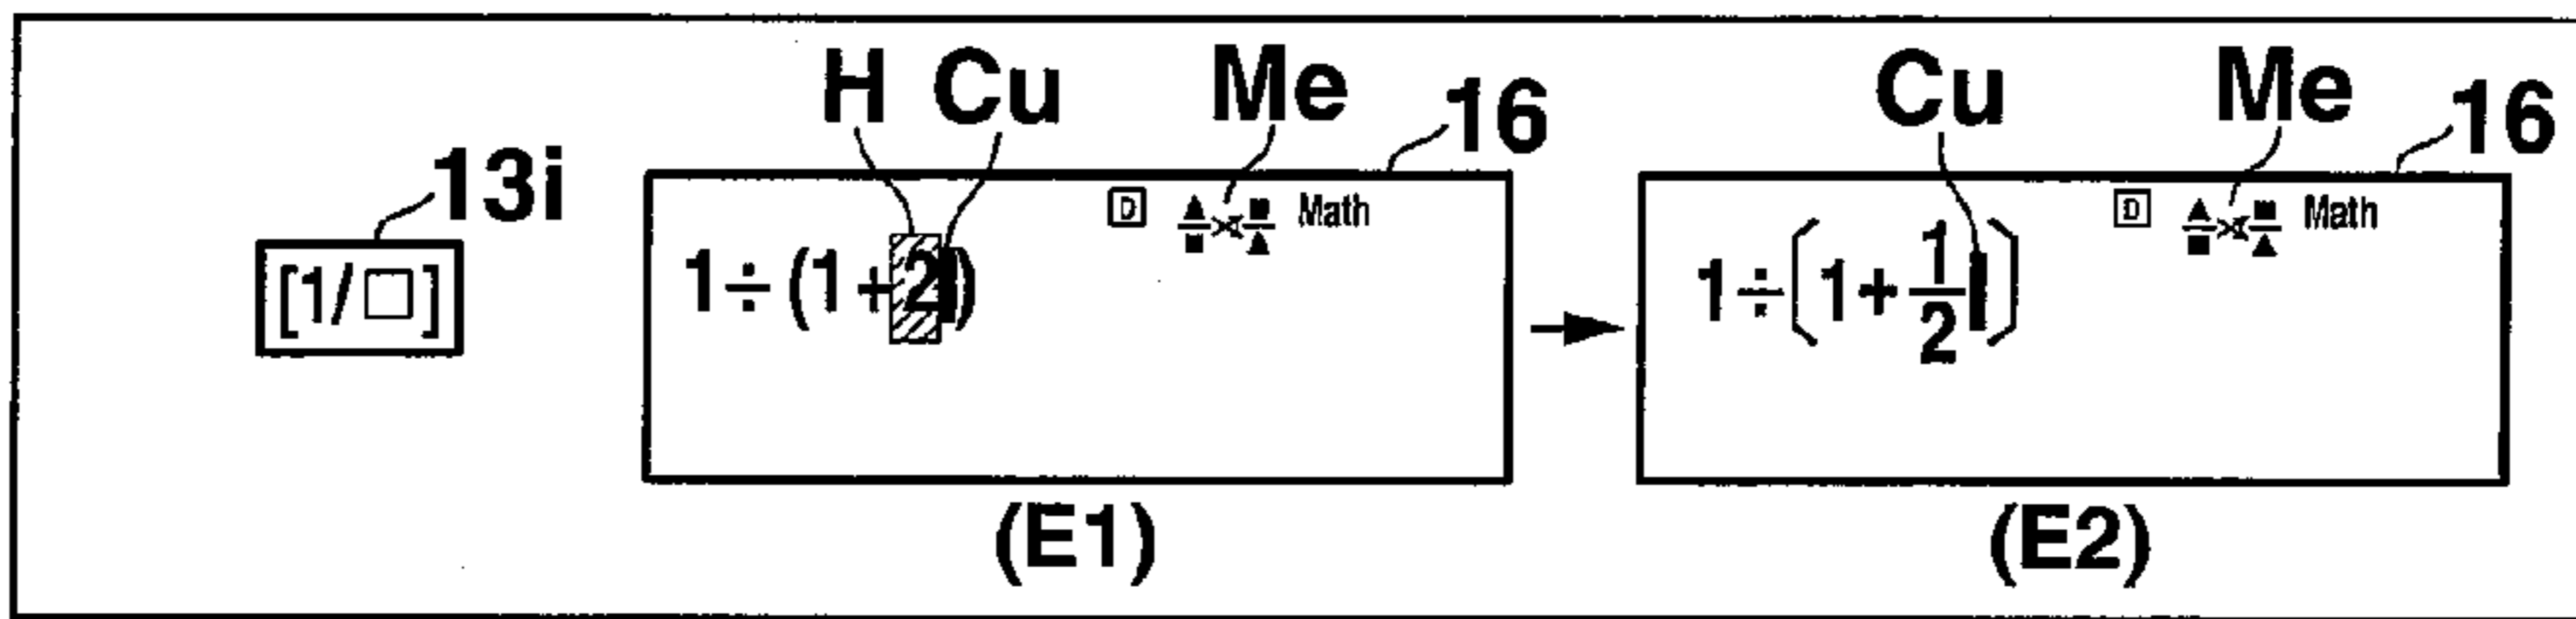 H Cu Me 16 Cu Me 16
13i
[1/□]
D ▲/■ ■/▲ Math
1÷(1+2)
D ▲/■ ■/▲ Math
1÷(1+1/2)
(E1) (E2)